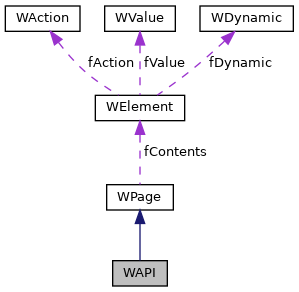 WAction WValue WDynamic
fAction fValue fDynamic
WElement
fContents
WPage
WAPI